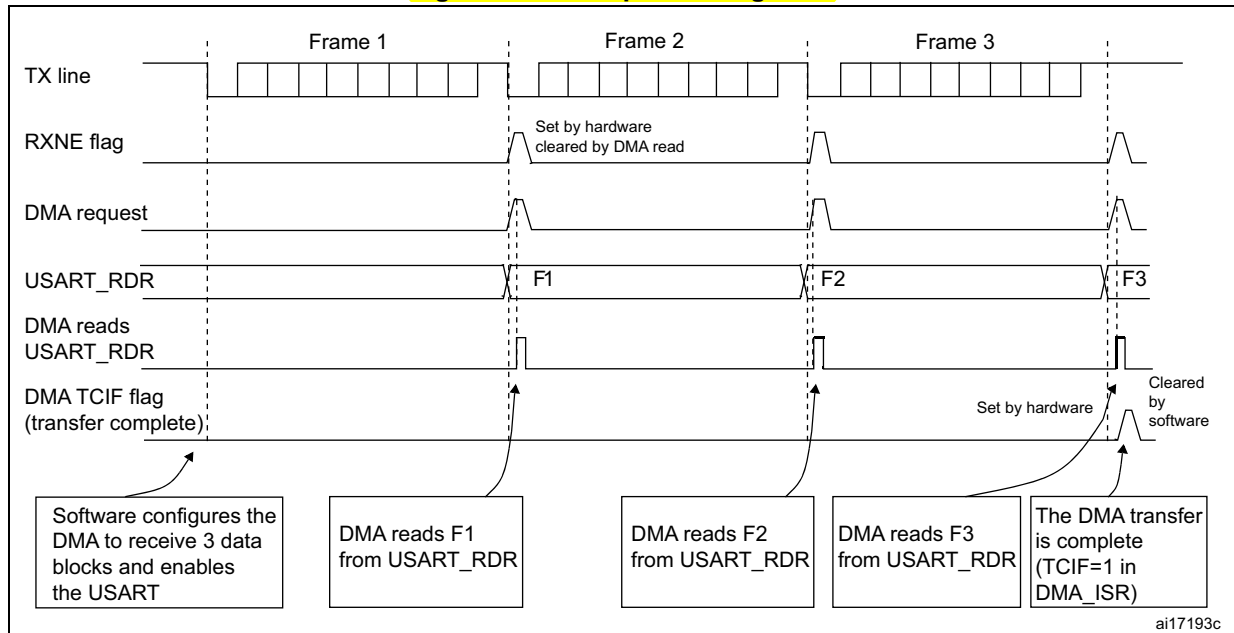 Frame 1
Frame 2
Frame 3
TX line
RXNE flag
Set by hardware
cleared by DMA read
DMA request
USART_RDR
F1
F2
F3
DMA reads
USART_RDR
DMA TCIF flag
(transfer complete)
Set by hardware
Cleared
by
software
Software configures the
DMA to receive 3 data
blocks and enables
the USART
DMA reads F1
from USART_RDR
DMA reads F2
from USART_RDR
DMA reads F3
from USART_RDR
The DMA transfer
is complete
(TCIF=1 in
DMA_ISR)
ai17193c